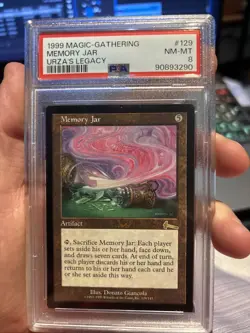 1999 MAGIC-GATHERING #129
MEMORY JAR NM-MT
URZA'S LEGACY 8
PSA 90893290
Memory Jar 5
Artifact
, Sacrifice Memory Jar: Each player
sets aside his or her hand, face down,
and draws seven cards. At end of turn,
each player discards his or her hand and
returns to his or her hand each card he
or she set aside this way.
Illus. Donato Giancola